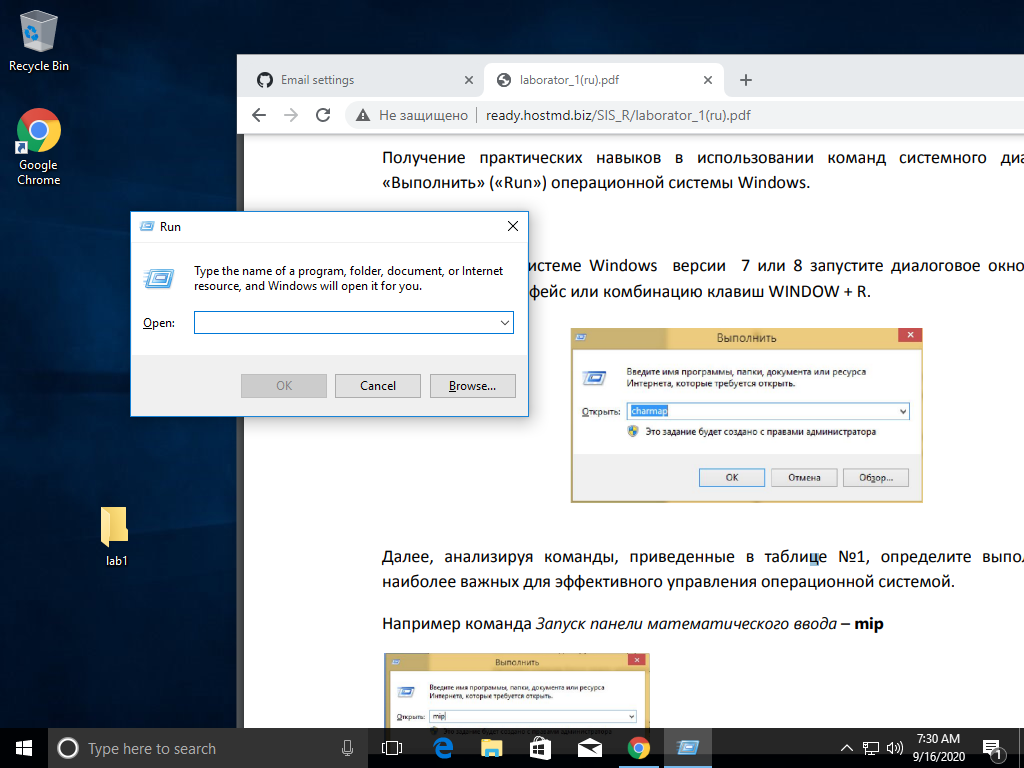 Recycle Bin
Google
Chrome
lab1
Email settings
laborator_1(ru).pdf
Не защищено
ready.hostmd.biz/SIS_R/laborator_1(ru).pdf
Получение практических навыков в использовании команд системного диа
«Выполнить» («Run») операционной системы Windows.
Run
Type the name of a program, folder, document, or Internet
resource, and Windows will open it for you.
Open:
OK
Cancel
Browse...
истеме Windows версии 7 или 8 запустите диалоговое окно
фейс или комбинацию клавиш WINDOW + R.
Выполнить
Введите имя программы, папки, документа или ресурса
Интернета, которые требуется открыть.
Открыть:
charmap
Это задание будет создано с правами администратора
ОК
Отмена
Обзор...
Далее, анализируя команды, приведенные в таблице №1, определите выпол
наиболее важных для эффективного управления операционной системой.
Например команда Запуск панели математического ввода – mip
Выполнить
Введите имя программы, папки, документа или ресурса
Интернета, которые требуется открыть.
Открыть:
mip
Type here to search
7:30 AM
9/16/2020
1